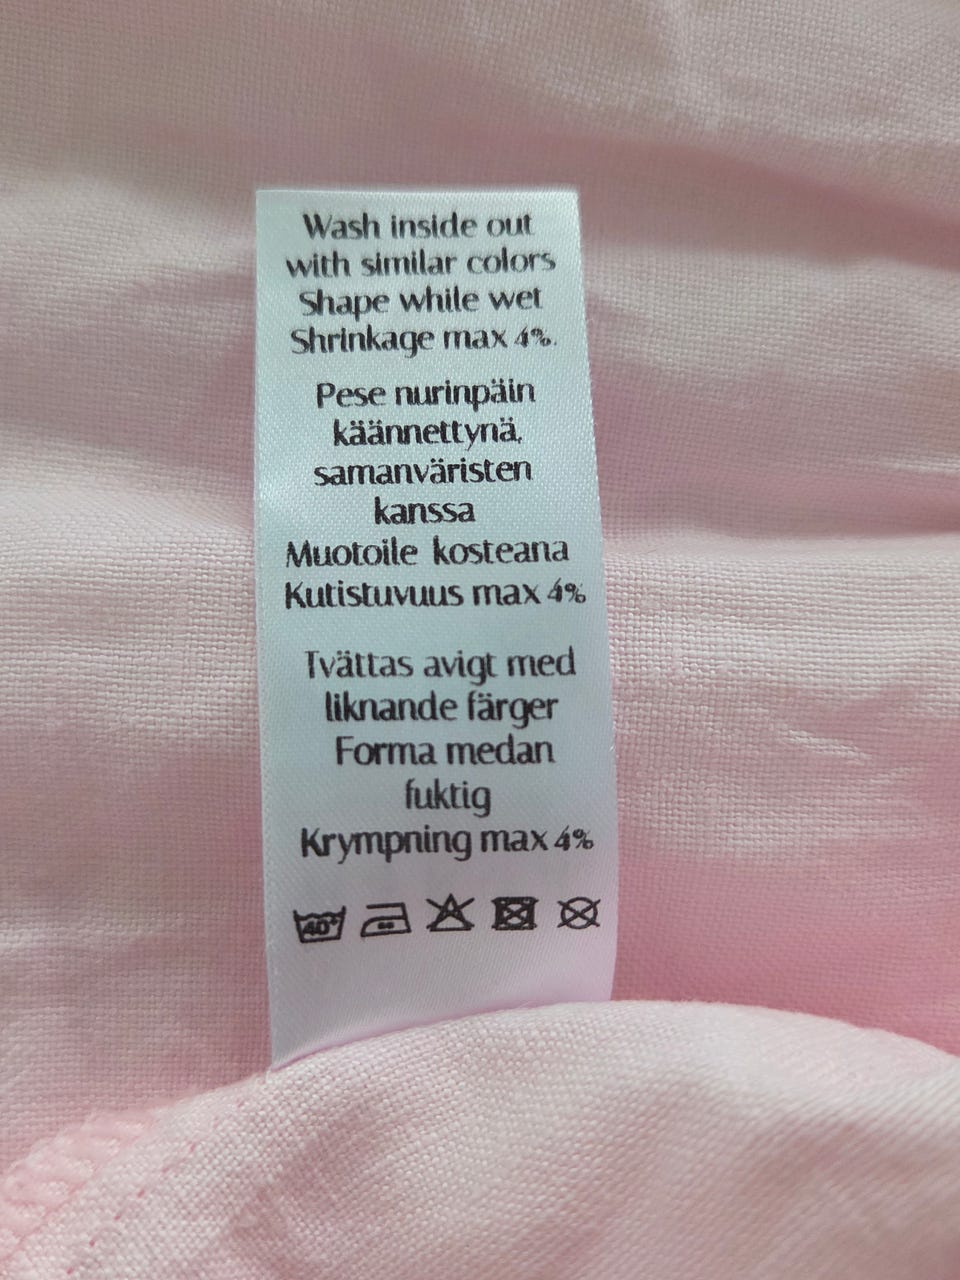 Wash inside out
with similar colors
Shape while wet
Shrinkage max 4%.
Pese nurinpäin
käännettynä,
samanväristen
kanssa
Muotoile kosteana
Kutistuvuus max 4%
Tvättas avigt med
liknande färger
Forma medan
fuktig
Krympning max 4%
40°